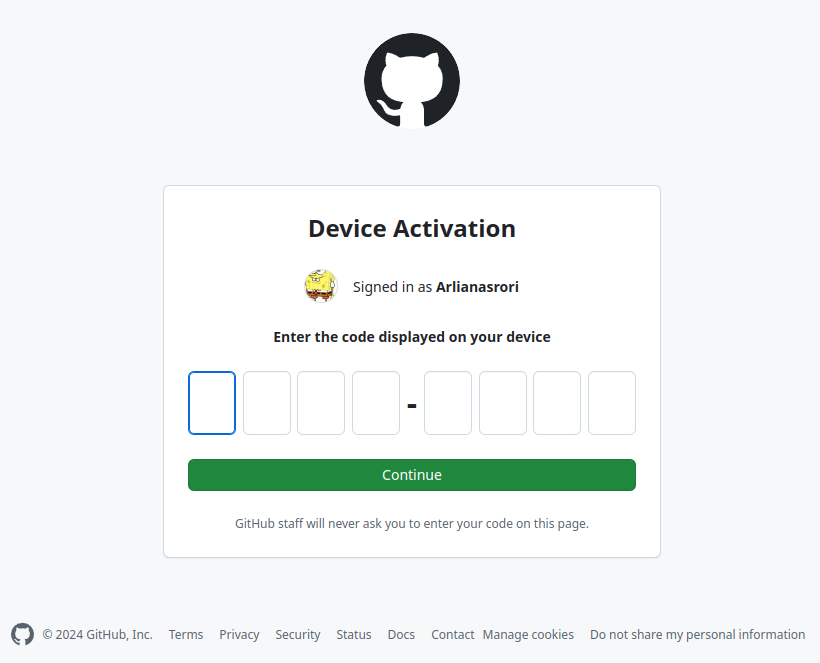 Device Activation
Signed in as Arlianasrori
Enter the code displayed on your device
-
Continue
GitHub staff will never ask you to enter your code on this page.
© 2024 GitHub, Inc. Terms Privacy Security Status Docs Contact Manage cookies Do not share my personal information